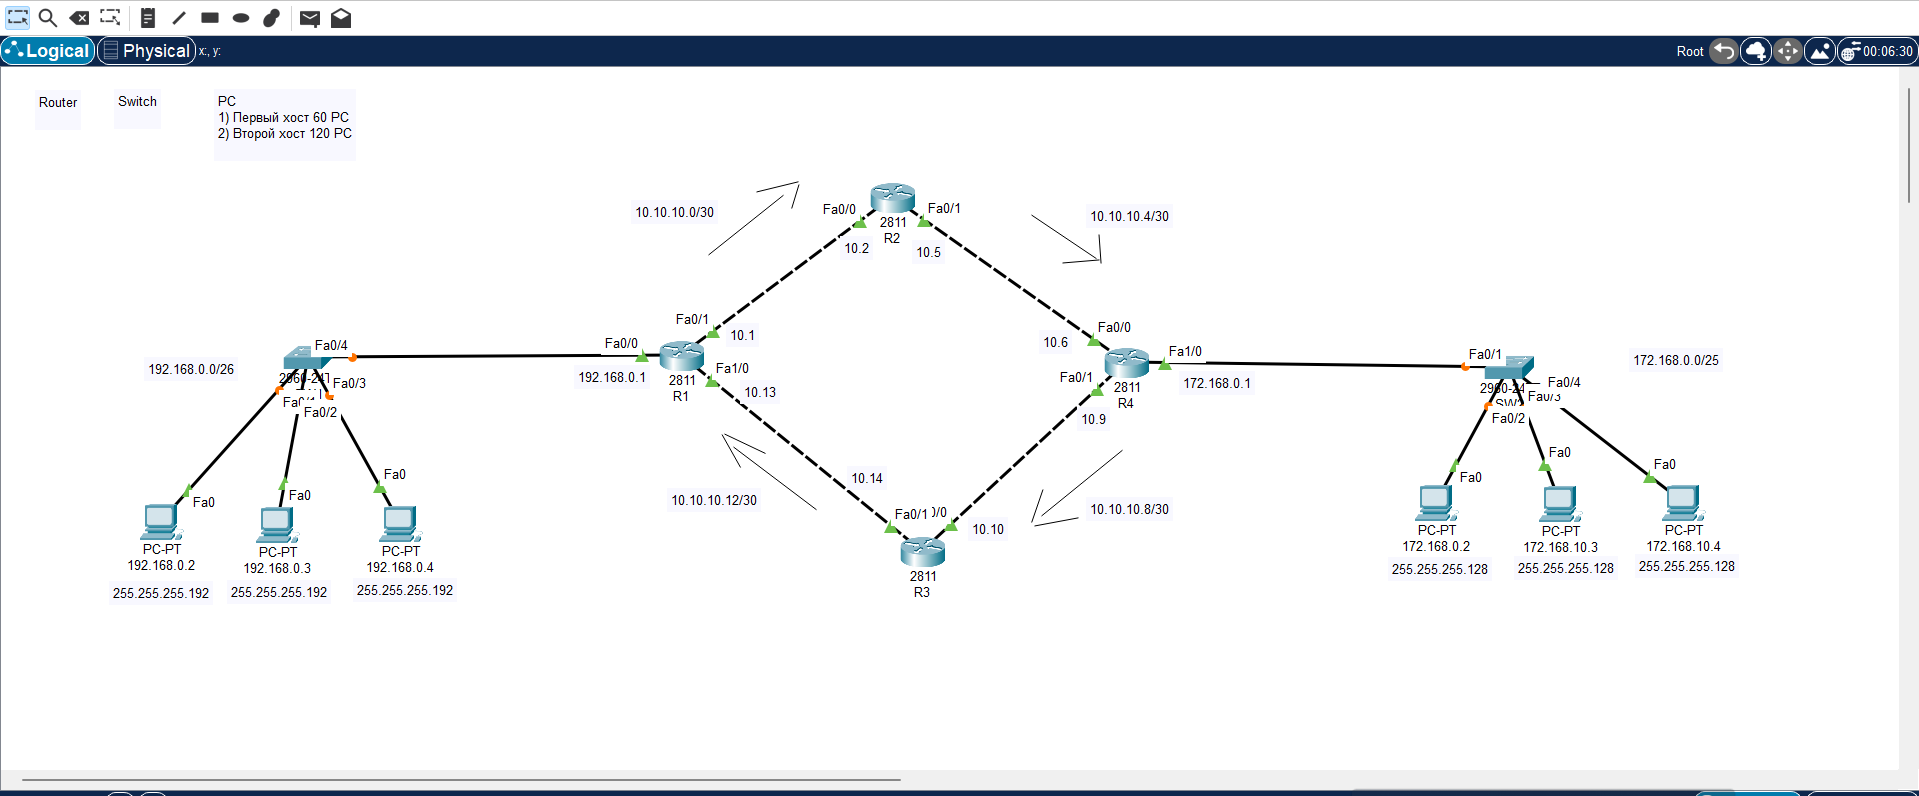 Logical
Physical
x:, y:
Root
00:06:30
Router
Switch
PC
1) Первый хост 60 PC
2) Второй хост 120 PC
10.10.10.0/30
Fa0/0
Fa0/1
2811
R2
10.2
10.5
10.10.10.4/30
Fa0/1
10.1
Fa0/0
10.6
192.168.0.0/26
Fa0/4
Fa0/3
Fa0/2
Fa0/0
192.168.0.1
2811
R1
Fa1/0
10.13
Fa0/1
2811
R4
Fa1/0
172.168.0.1
10.9
Fa0/1
172.168.0.0/25
Fa0/4
Fa0/3
Fa0/2
10.14
10.10.10.12/30
Fa0/1
10.10
10.10.10.8/30
2811
R3
Fa0
Fa0
Fa0
PC-PT
192.168.0.2
255.255.255.192
PC-PT
192.168.0.3
255.255.255.192
PC-PT
192.168.0.4
255.255.255.192
Fa0
Fa0
Fa0
PC-PT
172.168.0.2
255.255.255.128
PC-PT
172.168.10.3
255.255.255.128
PC-PT
172.168.10.4
255.255.255.128